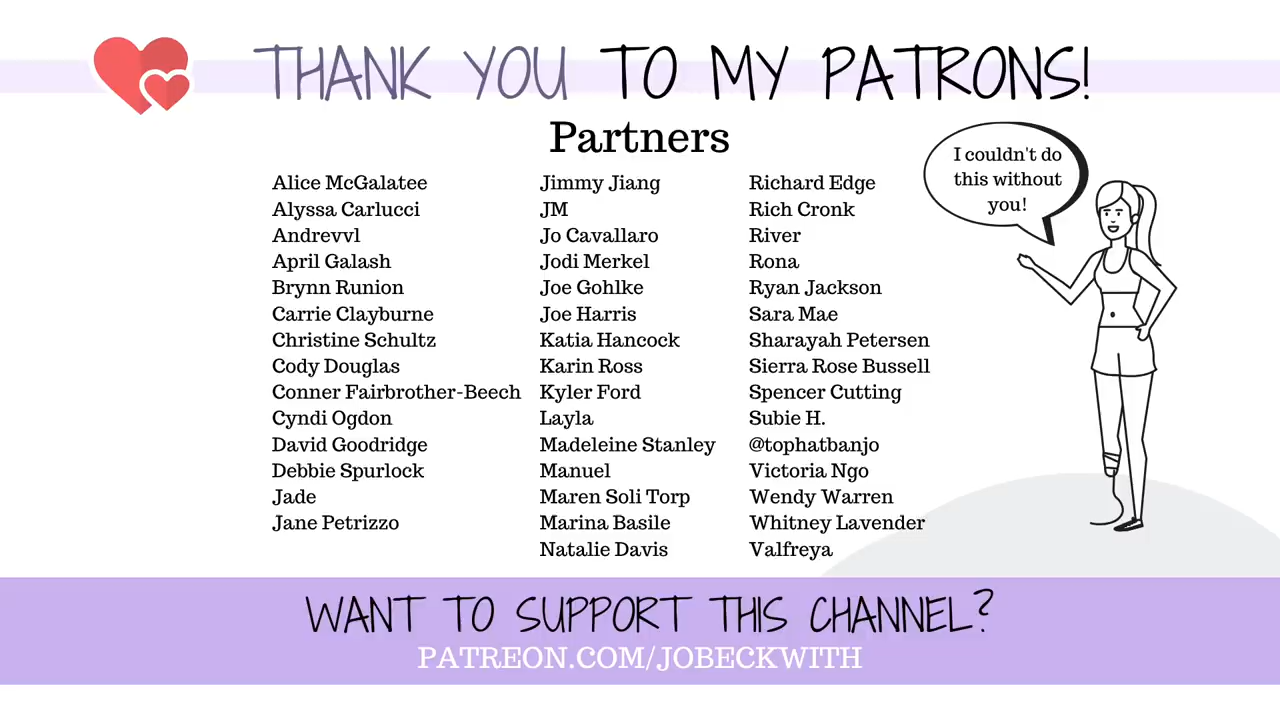 THANK YOU TO MY PATRONS!
Partners
Alice McGalatee
Alyssa Carlucci
Andrevvl
April Galash
Brynn Runion
Carrie Clayburne
Christine Schultz
Cody Douglas
Conner Fairbrother-Beech
Cyndi Ogdon
David Goodridge
Debbie Spurlock
Jade
Jane Petrizzo
Jimmy Jiang
JM
Jo Cavallaro
Jodi Merkel
Joe Gohlke
Joe Harris
Katia Hancock
Karin Ross
Kyler Ford
Layla
Madeleine Stanley
Manuel
Maren Soli Torp
Marina Basile
Natalie Davis
Richard Edge
Rich Cronk
River
Rona
Ryan Jackson
Sara Mae
Sharayah Petersen
Sierra Rose Bussell
Spencer Cutting
Subie H.
@tophatbanjo
Victoria Ngo
Wendy Warren
Whitney Lavender
Valfreya
I couldn't do
this without
you!
WANT TO SUPPORT THIS CHANNEL?
PATREON.COM/JOBECKWITH